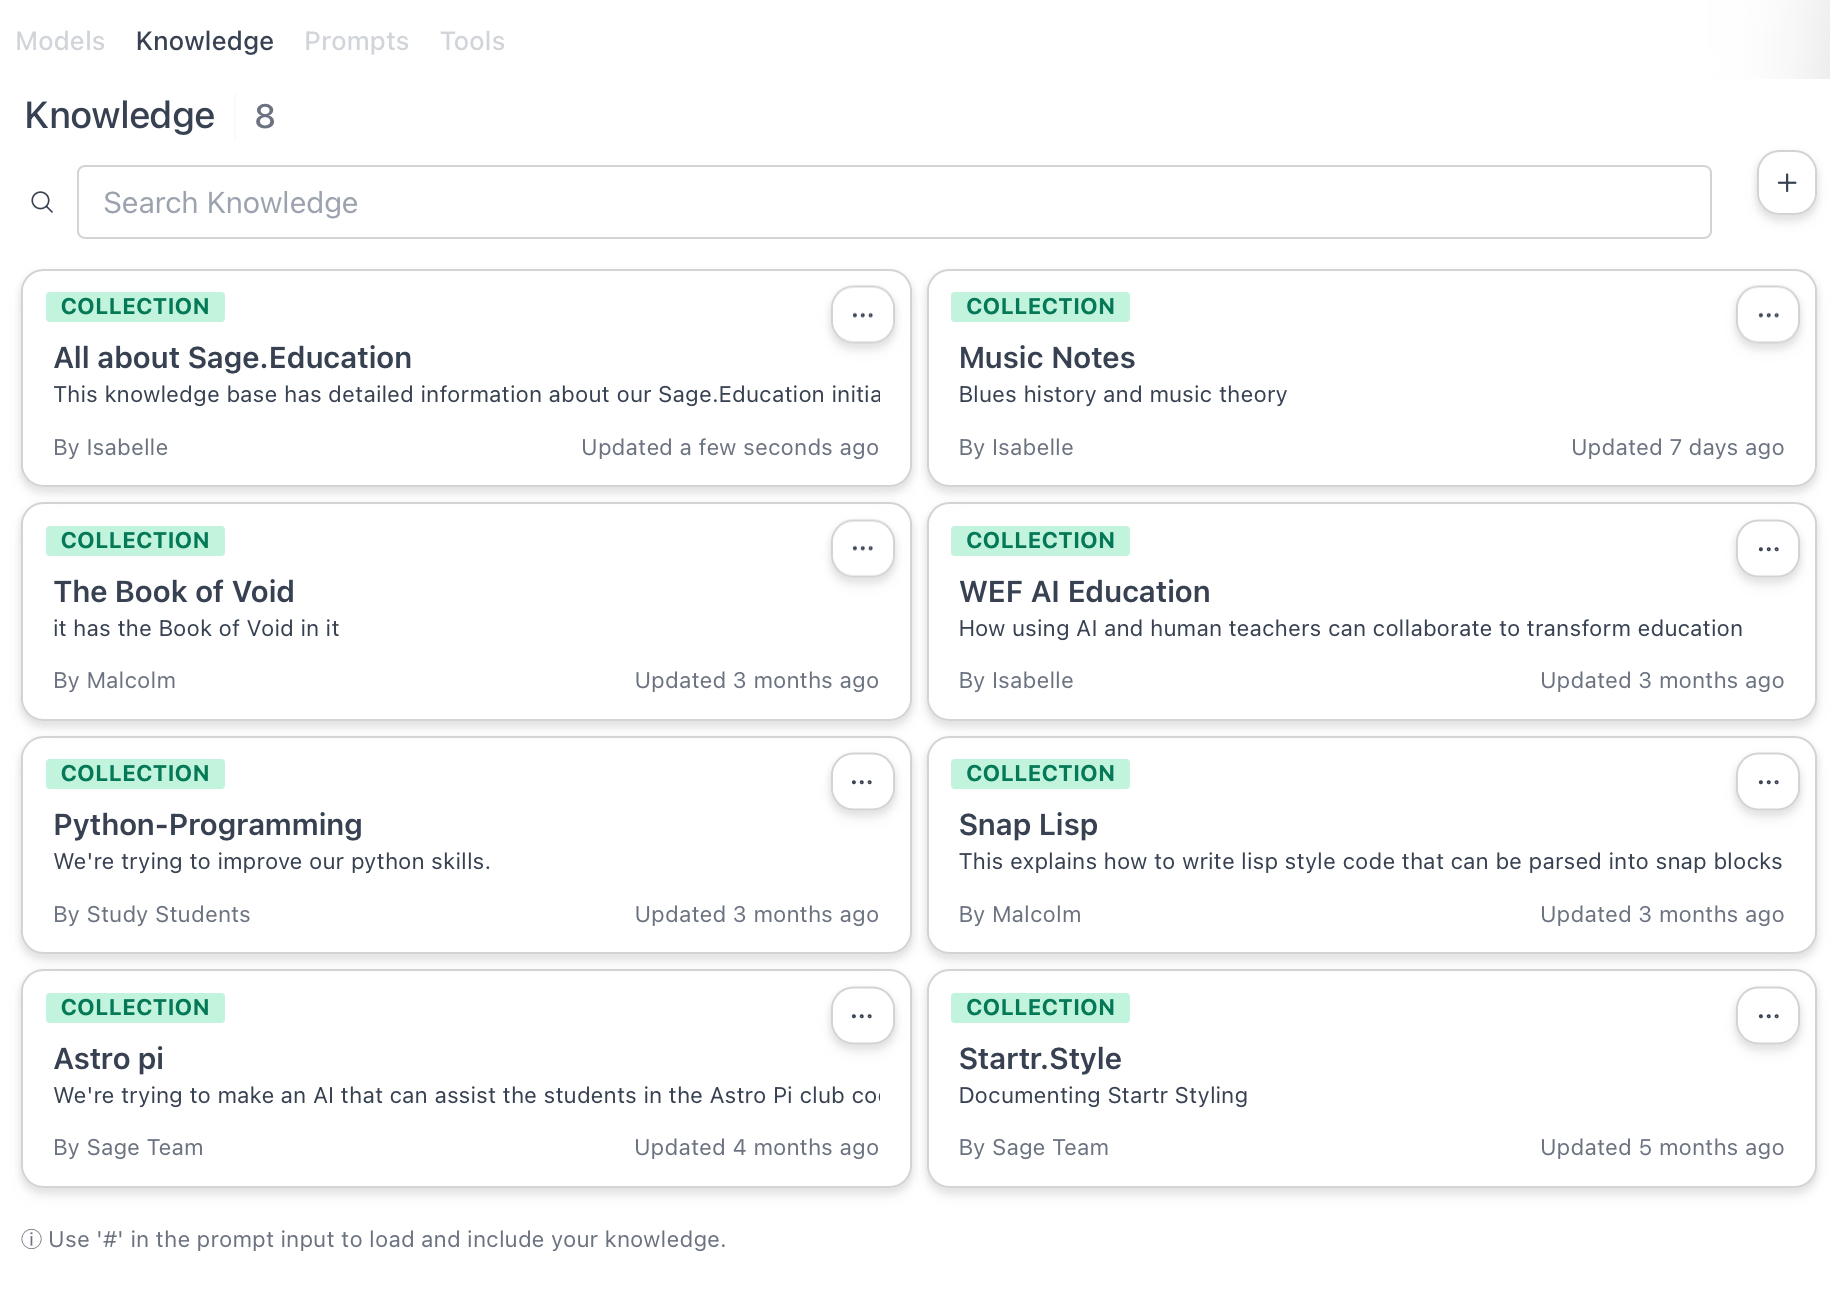 Models Knowledge Prompts Tools
Knowledge 8
Search Knowledge
+
COLLECTION
All about Sage.Education
This knowledge base has detailed information about our Sage.Education initia
By Isabelle Updated a few seconds ago
COLLECTION
Music Notes
Blues history and music theory
By Isabelle Updated 7 days ago
COLLECTION
The Book of Void
it has the Book of Void in it
By Malcolm Updated 3 months ago
COLLECTION
WEF AI Education
How using AI and human teachers can collaborate to transform education
By Isabelle Updated 3 months ago
COLLECTION
Python-Programming
We're trying to improve our python skills.
By Study Students Updated 3 months ago
COLLECTION
Snap Lisp
This explains how to write lisp style code that can be parsed into snap blocks
By Malcolm Updated 3 months ago
COLLECTION
Astro pi
We're trying to make an AI that can assist the students in the Astro Pi club co
By Sage Team Updated 4 months ago
COLLECTION
Startr.Style
Documenting Startr Styling
By Sage Team Updated 5 months ago
ⓘ Use '#' in the prompt input to load and include your knowledge.